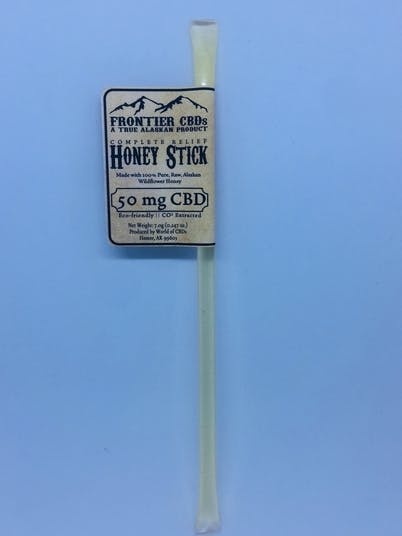 FRONTIER CBDs
A TRUE ALASKAN PRODUCT
COMPLETE RELIEF
HONEY STICK
Made with 100% Pure, Raw, Alaskan
Wildflower Honey
50 mg CBD
Eco-friendly || CO² Extracted
Net Weight: 7.0g (0.247 oz.)
Produced by World of CBDs
Homer, AK 99603